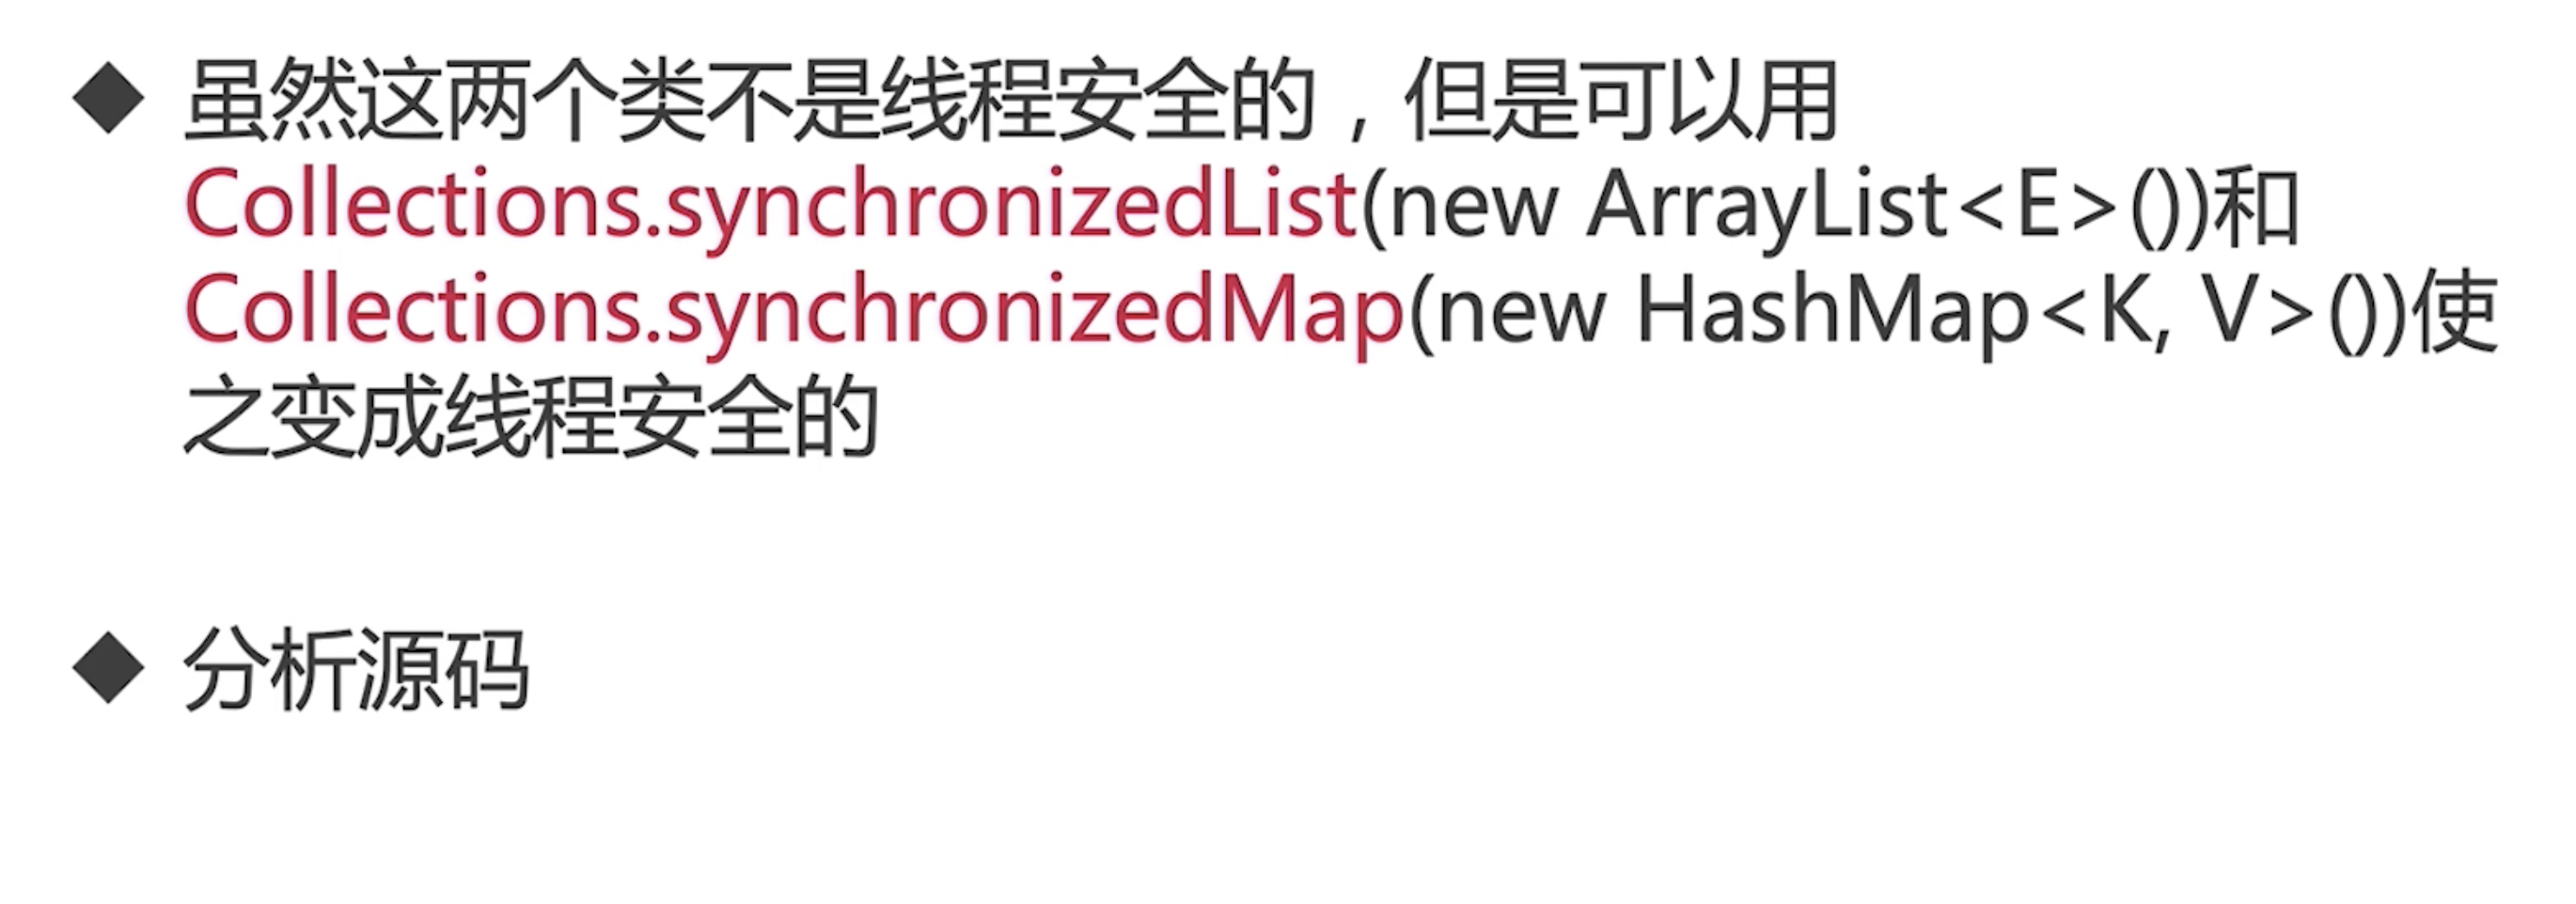 ◆ 虽然这两个类不是线程安全的，但是可以用
Collections.synchronizedList(new ArrayList<E>())和
Collections.synchronizedMap(new HashMap<K, V>())使
之变成线程安全的
◆ 分析源码